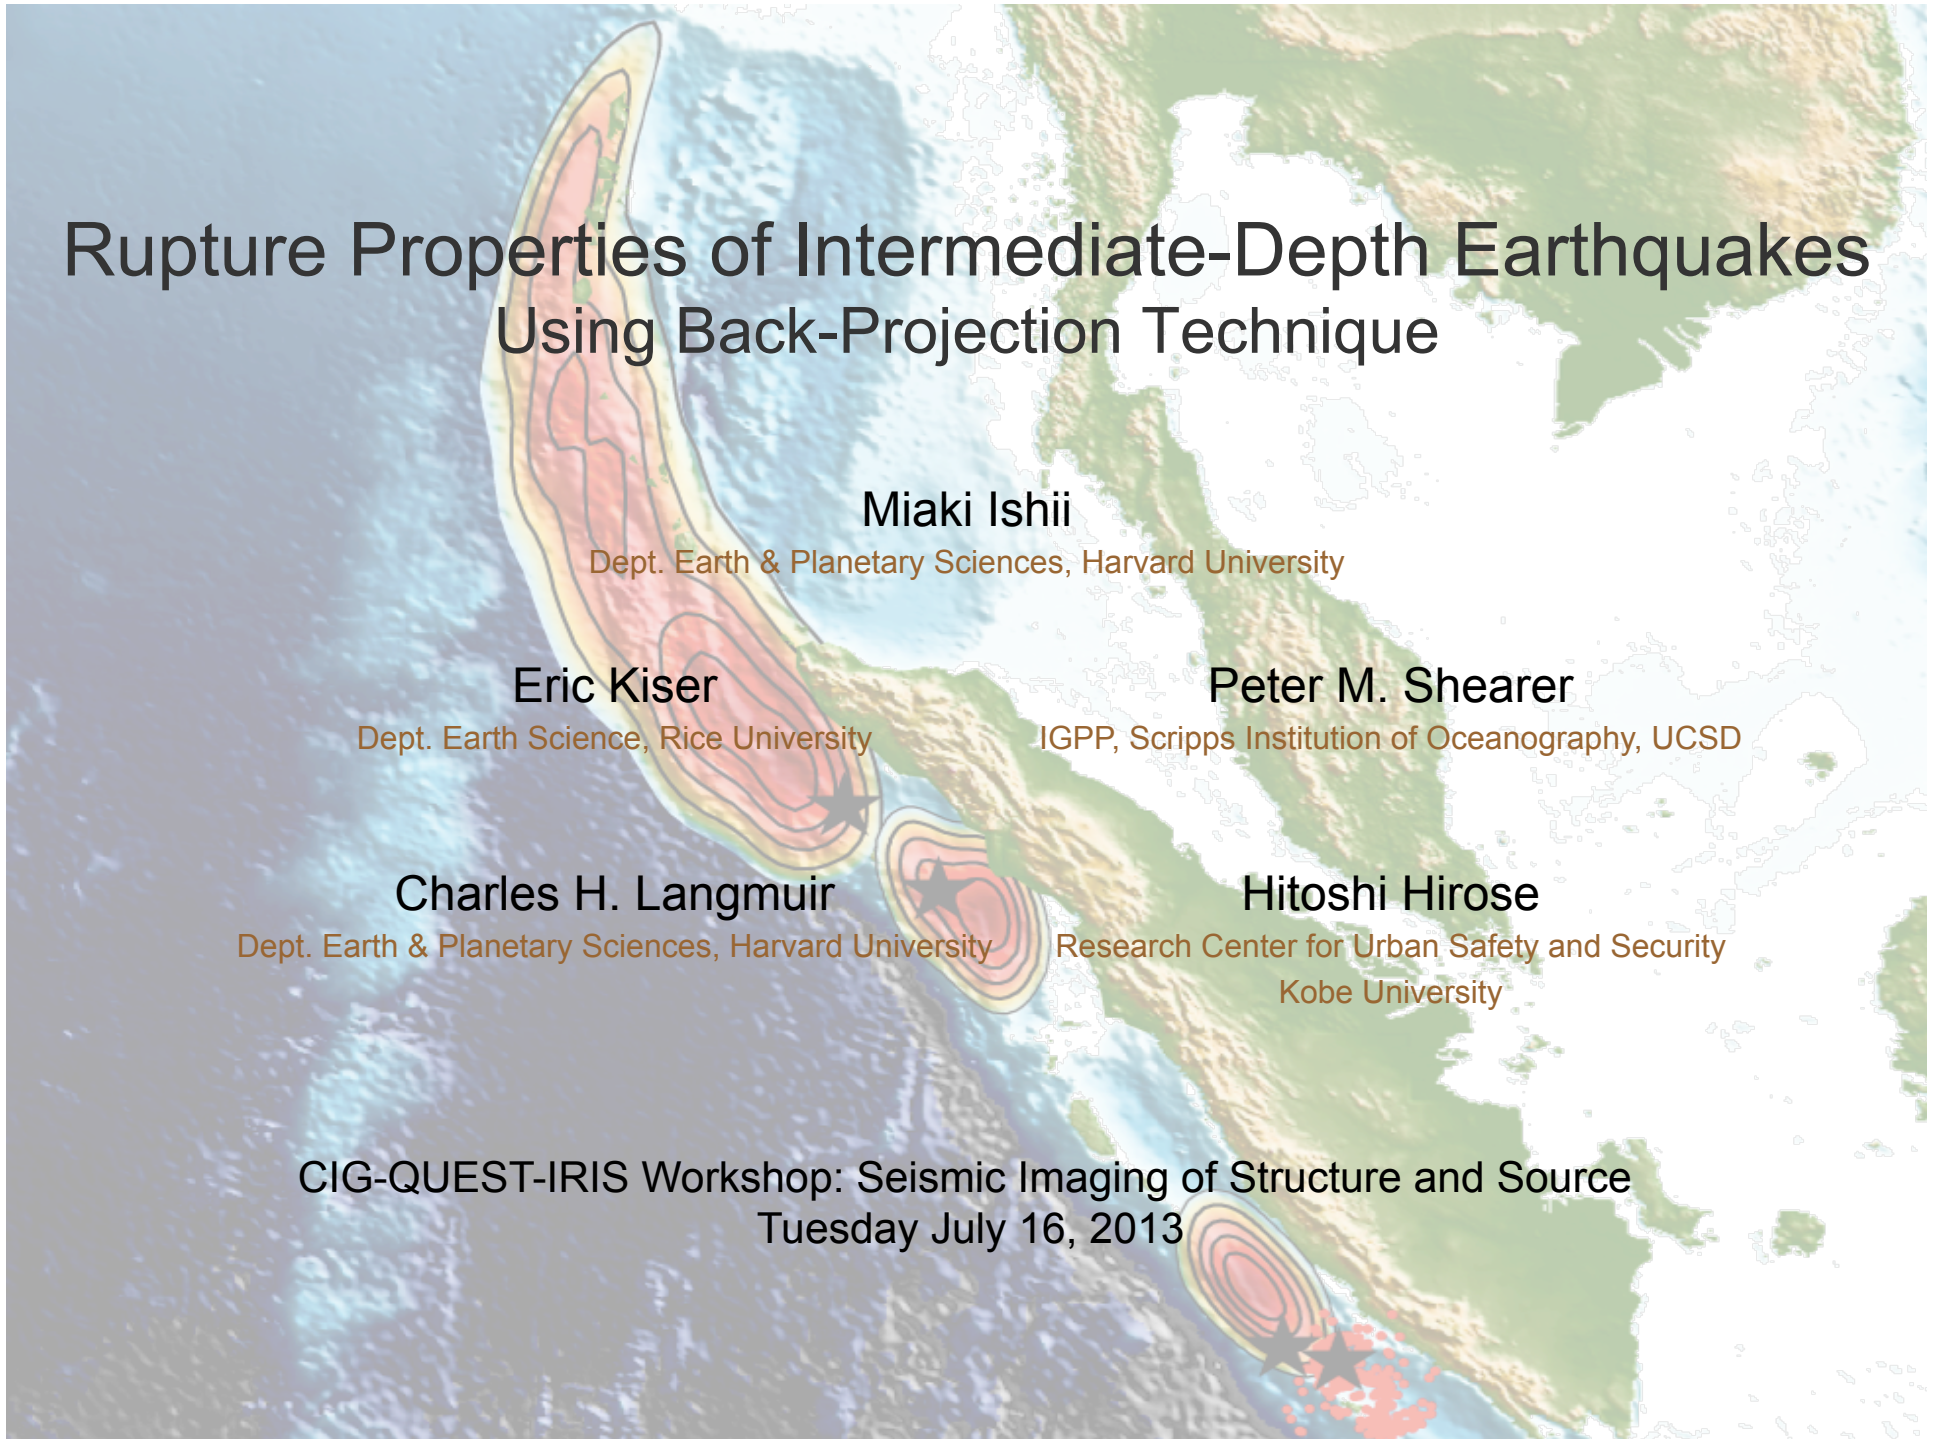 Rupture Properties of Intermediate-Depth Earthquakes
Using Back-Projection Technique
Miaki Ishii
Dept. Earth & Planetary Sciences, Harvard University
Eric Kiser
Dept. Earth Science, Rice University
Peter M. Shearer
IGPP, Scripps Institution of Oceanography, UCSD
Charles H. Langmuir
Dept. Earth & Planetary Sciences, Harvard University
Hitoshi Hirose
Research Center for Urban Safety and Security
Kobe University
CIG-QUEST-IRIS Workshop: Seismic Imaging of Structure and Source
Tuesday July 16, 2013